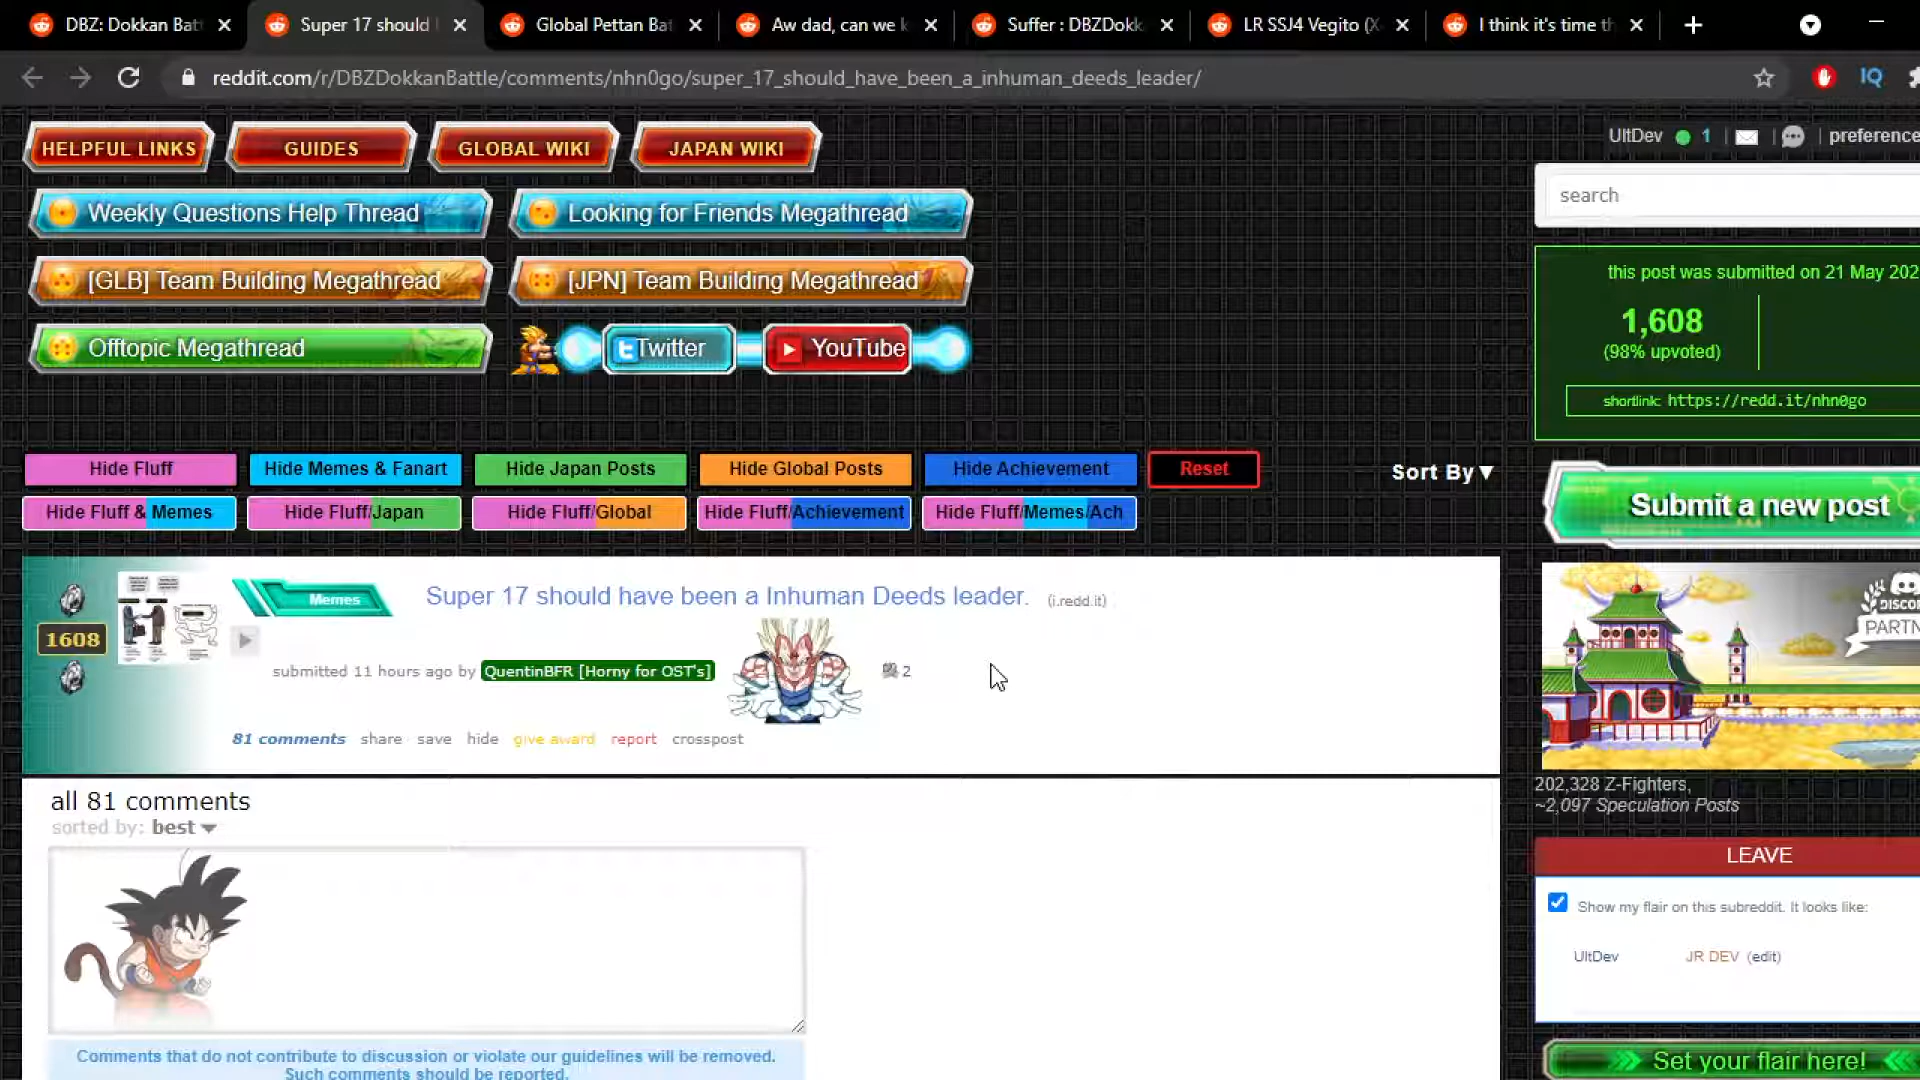 DBZ: Dokkan Bat
Super 17 should
Global Pettan Bat
Aw dad, can we k
Suffer : DBZDokk
LR SSJ4 Vegito (X
I think it's time th
reddit.com/r/DBZDokkanBattle/comments/nhn0go/super_17_should_have_been_a_inhuman_deeds_leader/
IQ
HELPFUL LINKS
GUIDES
GLOBAL WIKI
JAPAN WIKI
UltDev 1 | | | preference
Weekly Questions Help Thread
Looking for Friends Megathread
search
[GLB] Team Building Megathread
[JPN] Team Building Megathread
this post was submitted on 21 May 202
1,608
(98% upvoted)
Offtopic Megathread
Twitter
YouTube
shortlink: https://redd.it/nhn0go
Hide Fluff
Hide Memes & Fanart
Hide Japan Posts
Hide Global Posts
Hide Achievement
Reset
Sort By▼
Hide Fluff & Memes
Hide Fluff/Japan
Hide Fluff/Global
Hide Fluff/Achievement
Hide Fluff/Memes/Ach
Submit a new post
1608
Memes
Super 17 should have been a Inhuman Deeds leader. (i.redd.it)
DISCO
PARTN
submitted 11 hours ago by QuentinBFR [Horny for OST's]
2
81 comments share save hide give award report crosspost
202,328 Z-Fighters,
~2,097 Speculation Posts
all 81 comments
sorted by: best
LEAVE
Show my flair on this subreddit. It looks like:
UltDev JR DEV (edit)
Comments that do not contribute to discussion or violate our guidelines will be removed.
Such comments should be reported.
Set your flair here!